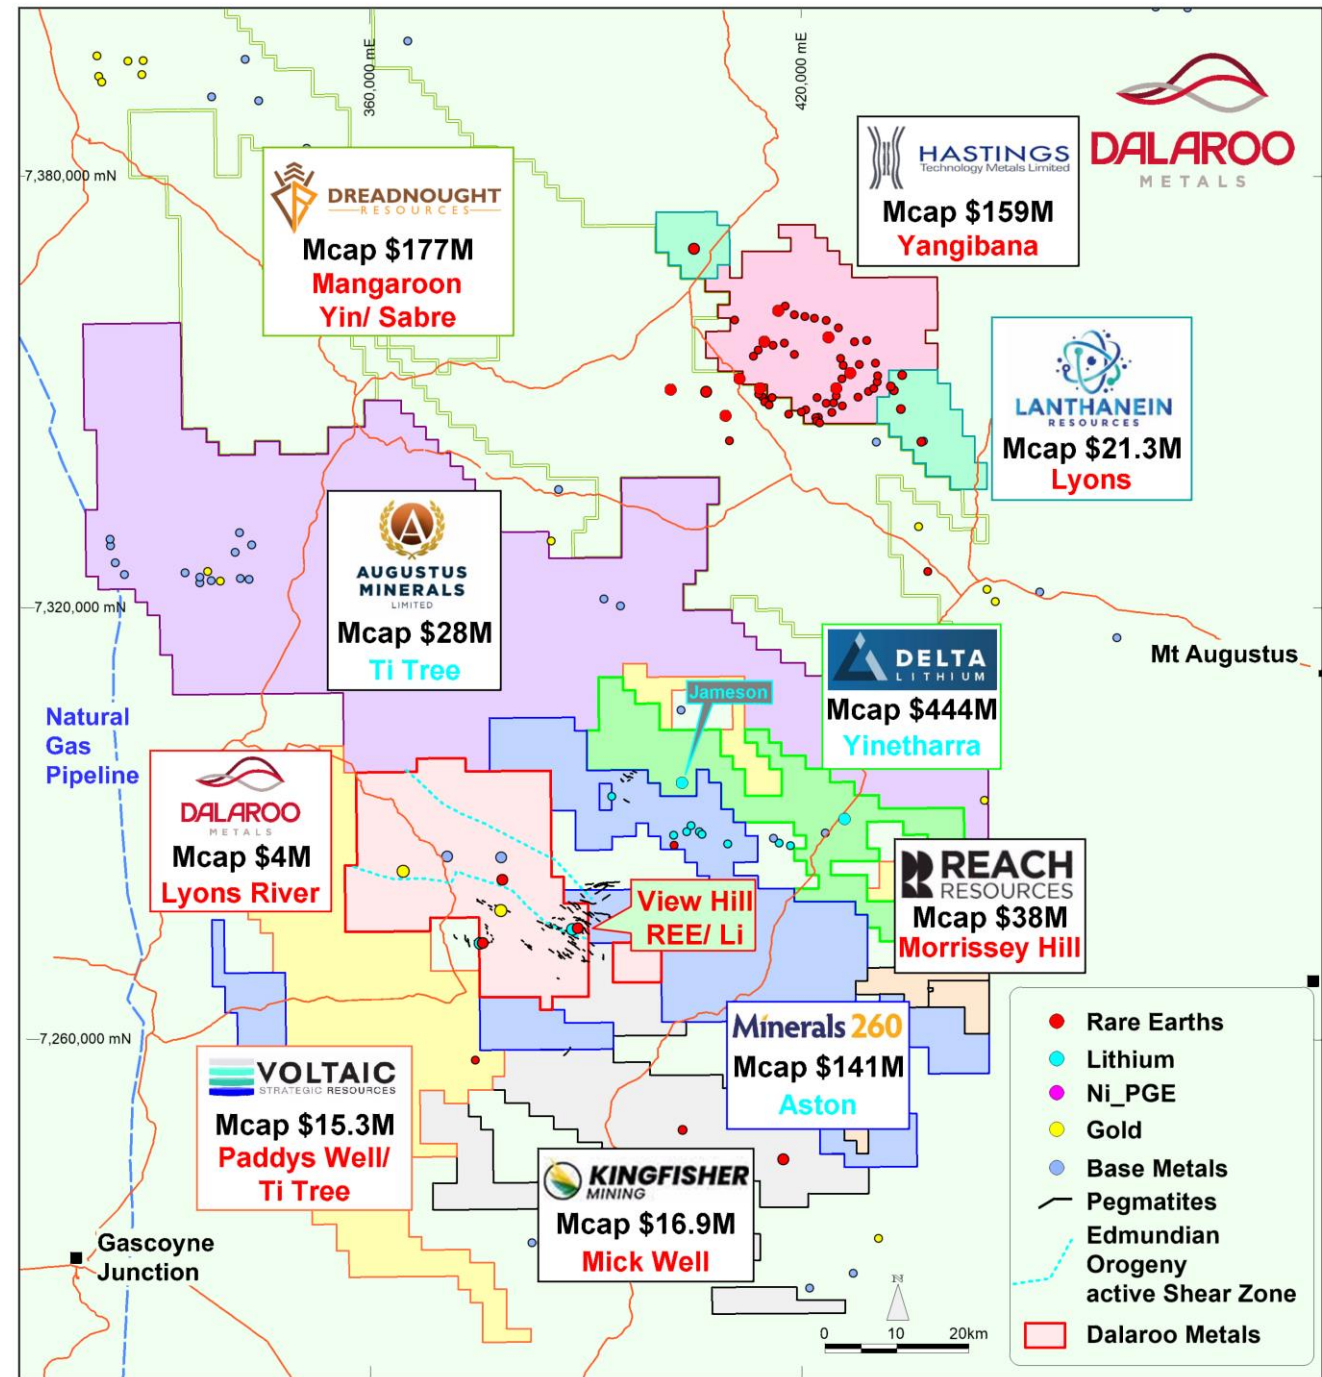 360,000 mE
420,000 mE
7,380,000 mN
7,320,000 mN
7,260,000 mN
DALAROO
METALS
HASTINGS
Technology Metals Limited
Mcap $159M
Yangibana
DREADNOUGHT
RESOURCES
Mcap $177M
Mangaroon
Yin/ Sabre
LANTHANEIN
RESOURCES
Mcap $21.3M
Lyons
A
AUGUSTUS
MINERALS
LIMITED
Mcap $28M
Ti Tree
DELTA
LITHIUM
Mcap $444M
Yinetharra
Mt Augustus
Jameson
Natural
Gas
Pipeline
DALAROO
METALS
Mcap $4M
Lyons River
View Hill
REE/ Li
REACH
RESOURCES
Mcap $38M
Morrissey Hill
Minerals 260
Mcap $141M
Aston
VOLTAIC
STRATEGIC RESOURCES
Mcap $15.3M
Paddys Well/
Ti Tree
KINGFISHER
MINING
Mcap $16.9M
Mick Well
Gascoyne
Junction
N
0 10 20km
Rare Earths
Lithium
Ni_PGE
Gold
Base Metals
Pegmatites
Edmundian
Orogeny
active Shear Zone
Dalaroo Metals